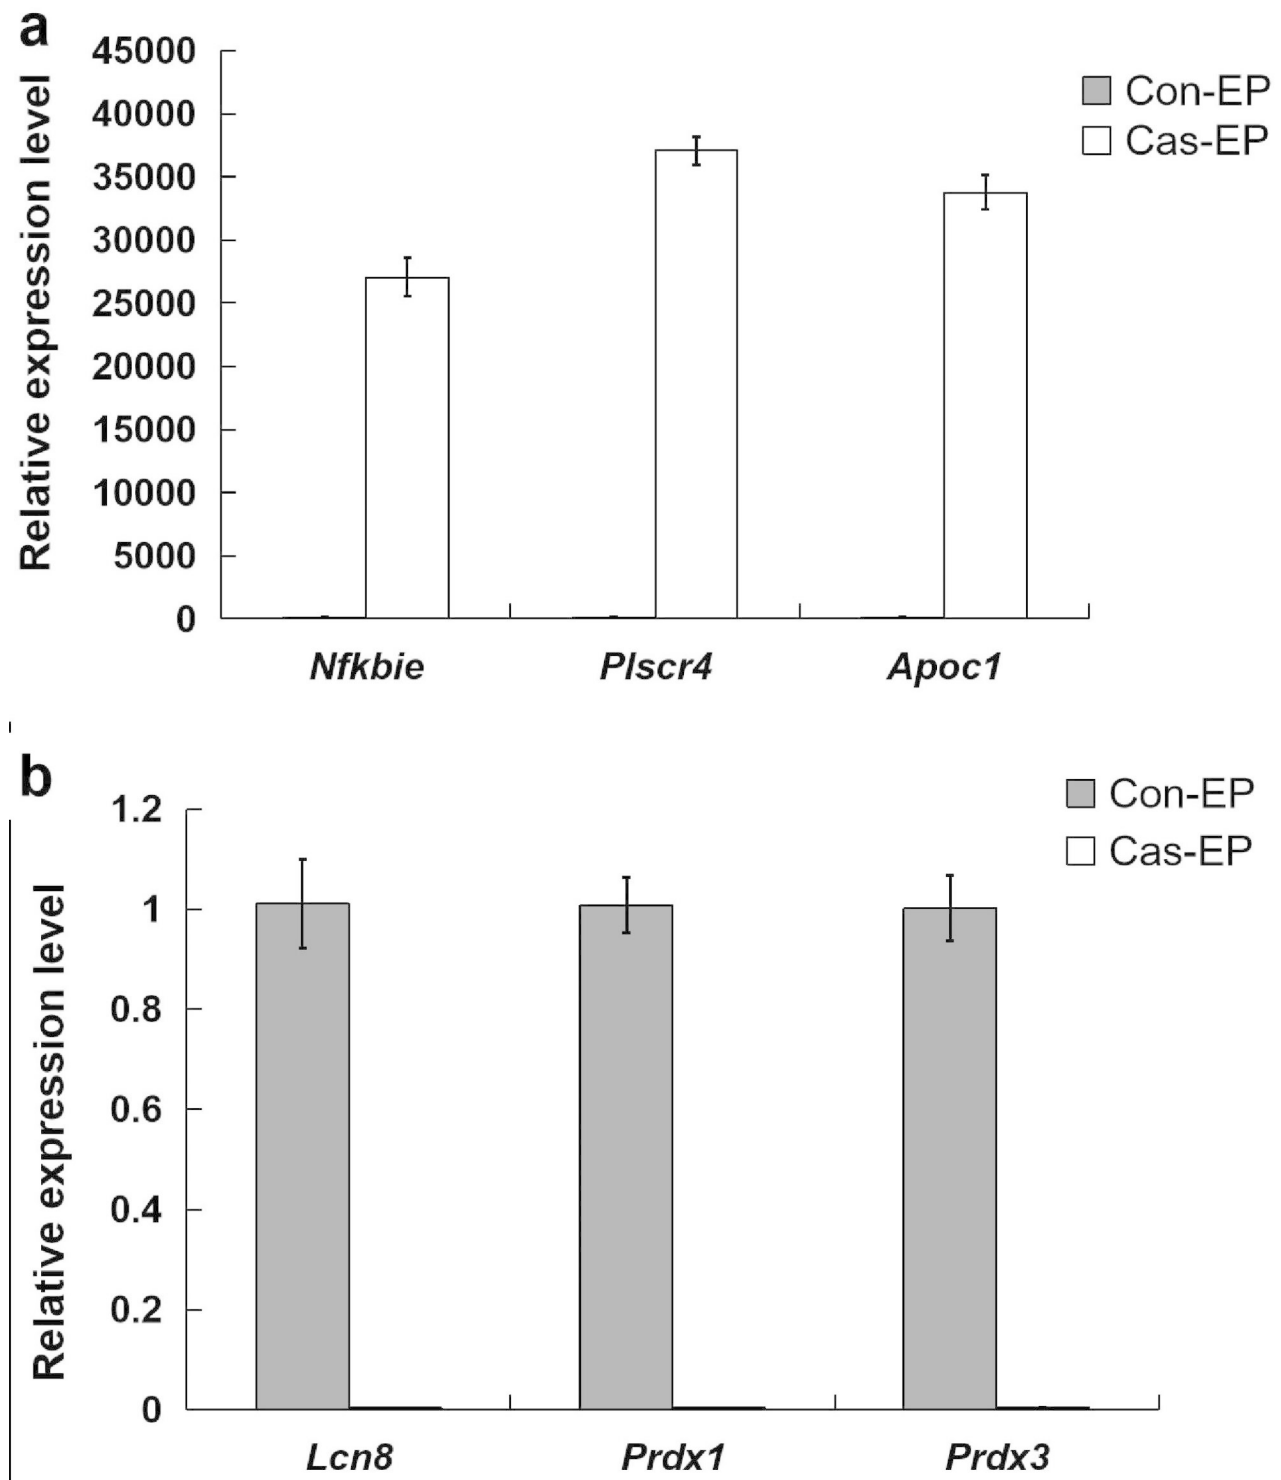 a
Relative expression level
45000
40000
35000
30000
25000
20000
15000
10000
5000
0
Con-EP
Cas-EP
Nfkbie
Plscr4
Apoc1
b
Relative expression level
1.2
1
0.8
0.6
0.4
0.2
0
Con-EP
Cas-EP
Lcn8
Prdx1
Prdx3